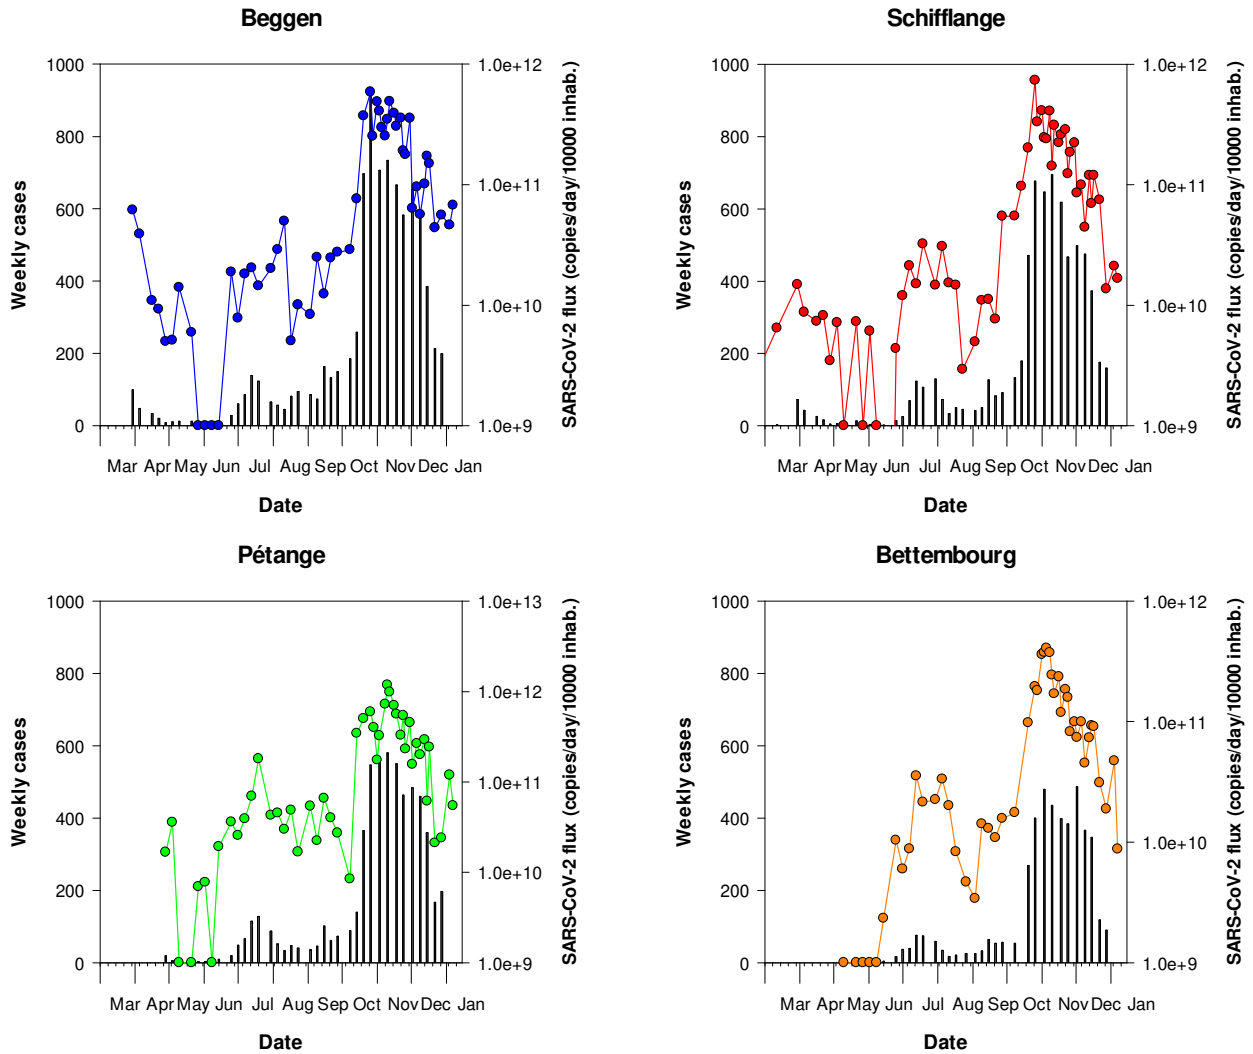 Beggen
Schifflange
1000
800
600
400
200
0
Weekly cases
1.0e+12
1.0e+11
1.0e+10
1.0e+9
SARS-CoV-2 flux (copies/day/10000 inhab.)
Mar Apr May Jun Jul Aug Sep Oct Nov Dec Jan
Date
1000
800
600
400
200
0
Weekly cases
1.0e+12
1.0e+11
1.0e+10
1.0e+9
SARS-CoV-2 flux (copies/day/10000 inhab.)
Mar Apr May Jun Jul Aug Sep Oct Nov Dec Jan
Date
Pétange
Bettembourg
1000
800
600
400
200
0
Weekly cases
1.0e+13
1.0e+12
1.0e+11
1.0e+10
1.0e+9
SARS-CoV-2 flux (copies/day/10000 inhab.)
Mar Apr May Jun Jul Aug Sep Oct Nov Dec Jan
Date
1000
800
600
400
200
0
Weekly cases
1.0e+12
1.0e+11
1.0e+10
1.0e+9
SARS-CoV-2 flux (copies/day/10000 inhab.)
Mar Apr May Jun Jul Aug Sep Oct Nov Dec Jan
Date